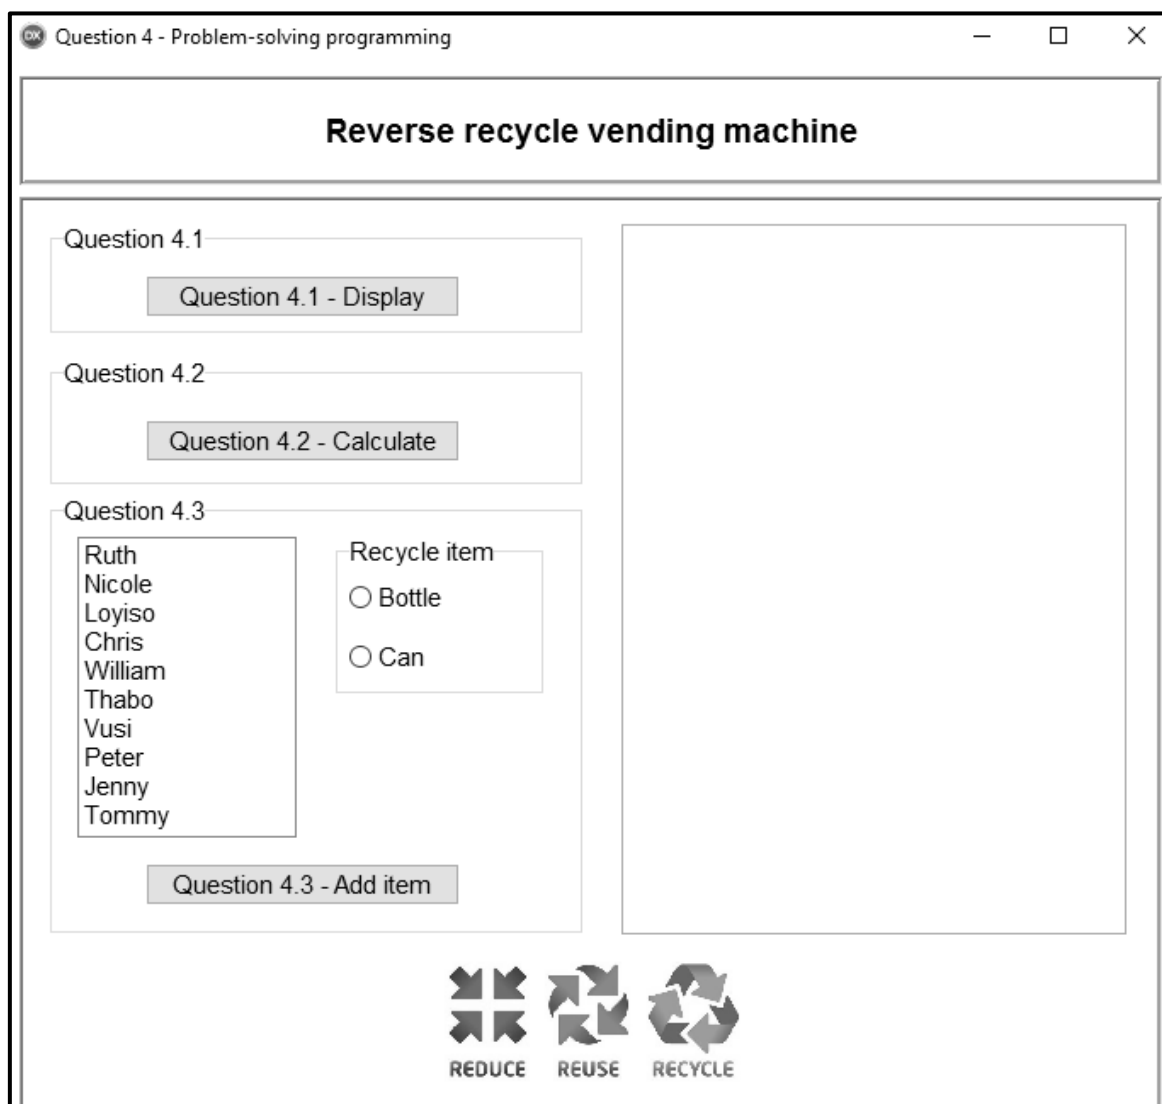 Question 4 - Problem-solving programming
Reverse recycle vending machine
Question 4.1
Question 4.1 - Display
Question 4.2
Question 4.2 - Calculate
Question 4.3
Ruth
Nicole
Loyiso
Chris
William
Thabo
Vusi
Peter
Jenny
Tommy
Recycle item
Bottle
Can
Question 4.3 - Add item
REDUCE REUSE RECYCLE